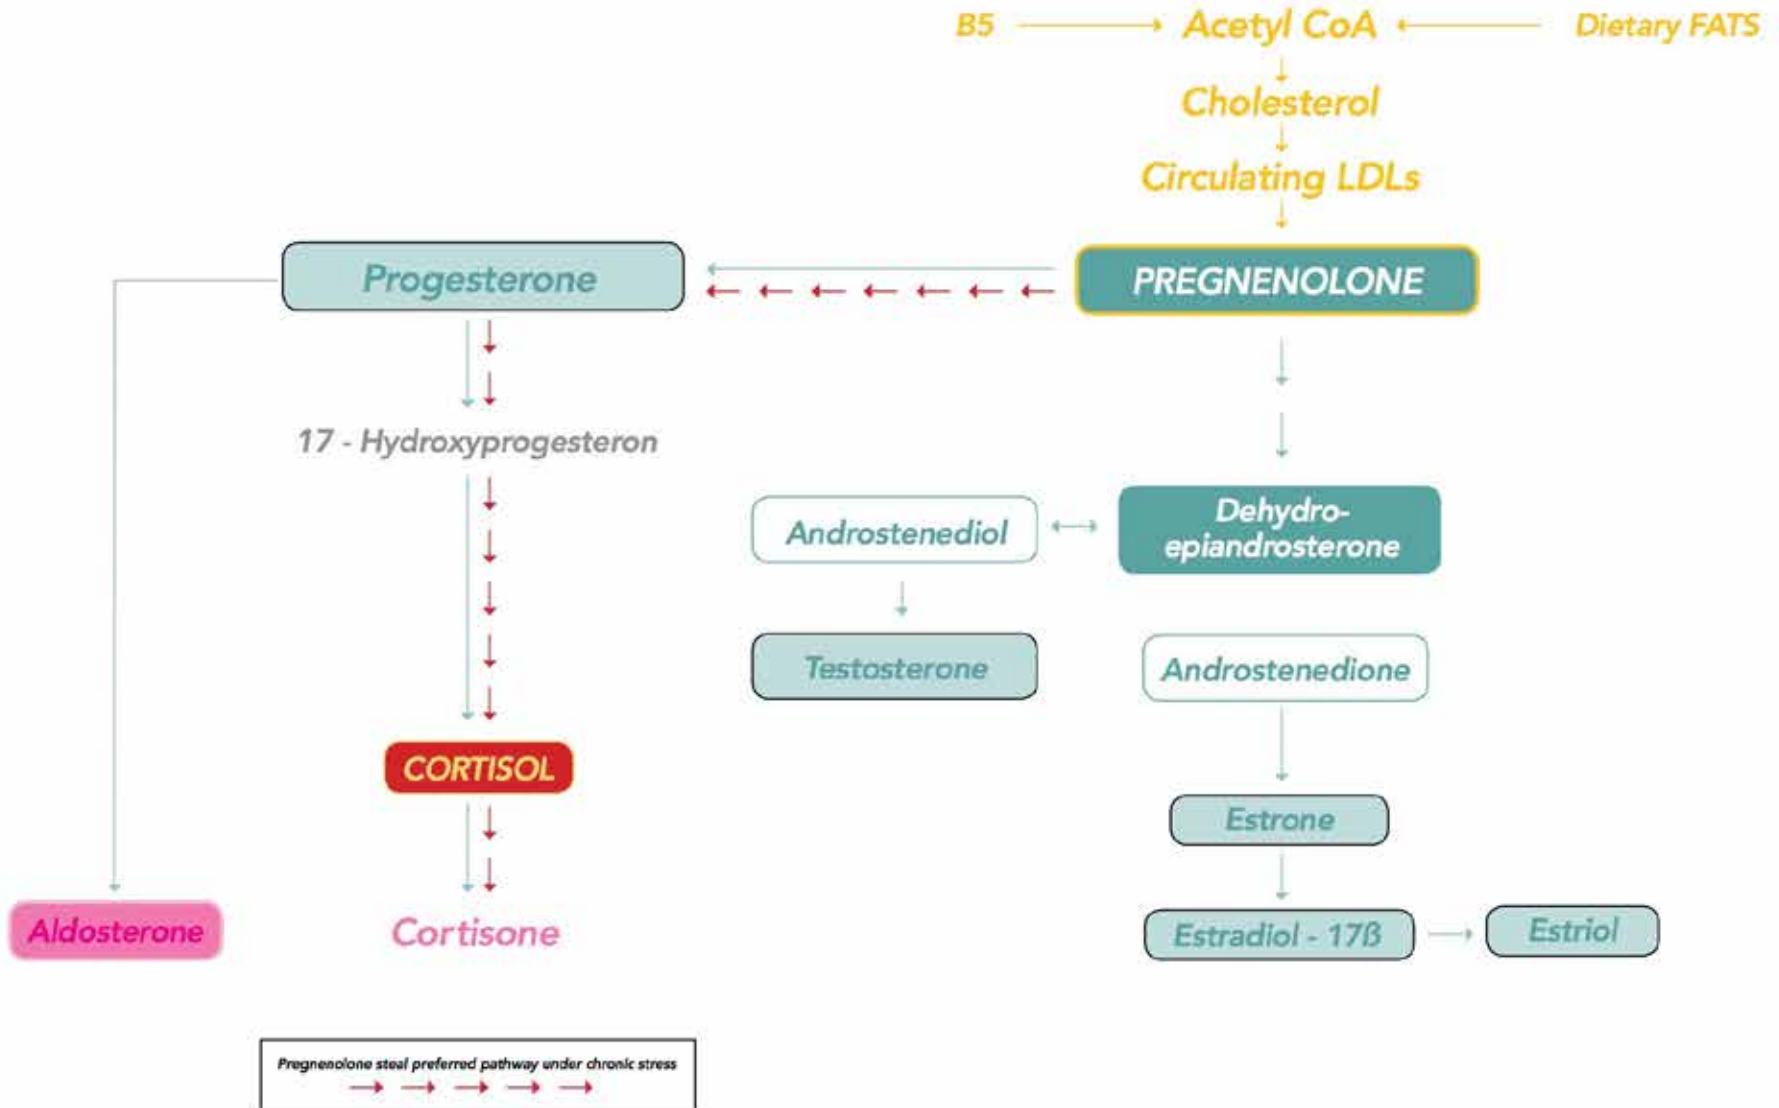 B5
Acetyl CoA
Dietary FATS
Cholesterol
Circulating LDLs
Progesterone
PREGNENOLONE
17 - Hydroxyprogesteron
Androstenediol
Dehydro-
epiandrosterone
Testosterone
Androstenedione
CORTISOL
Estrone
Aldosterone
Cortisone
Estradiol - 17ß
Estriol
Pregnenolone steal preferred pathway under chronic stress